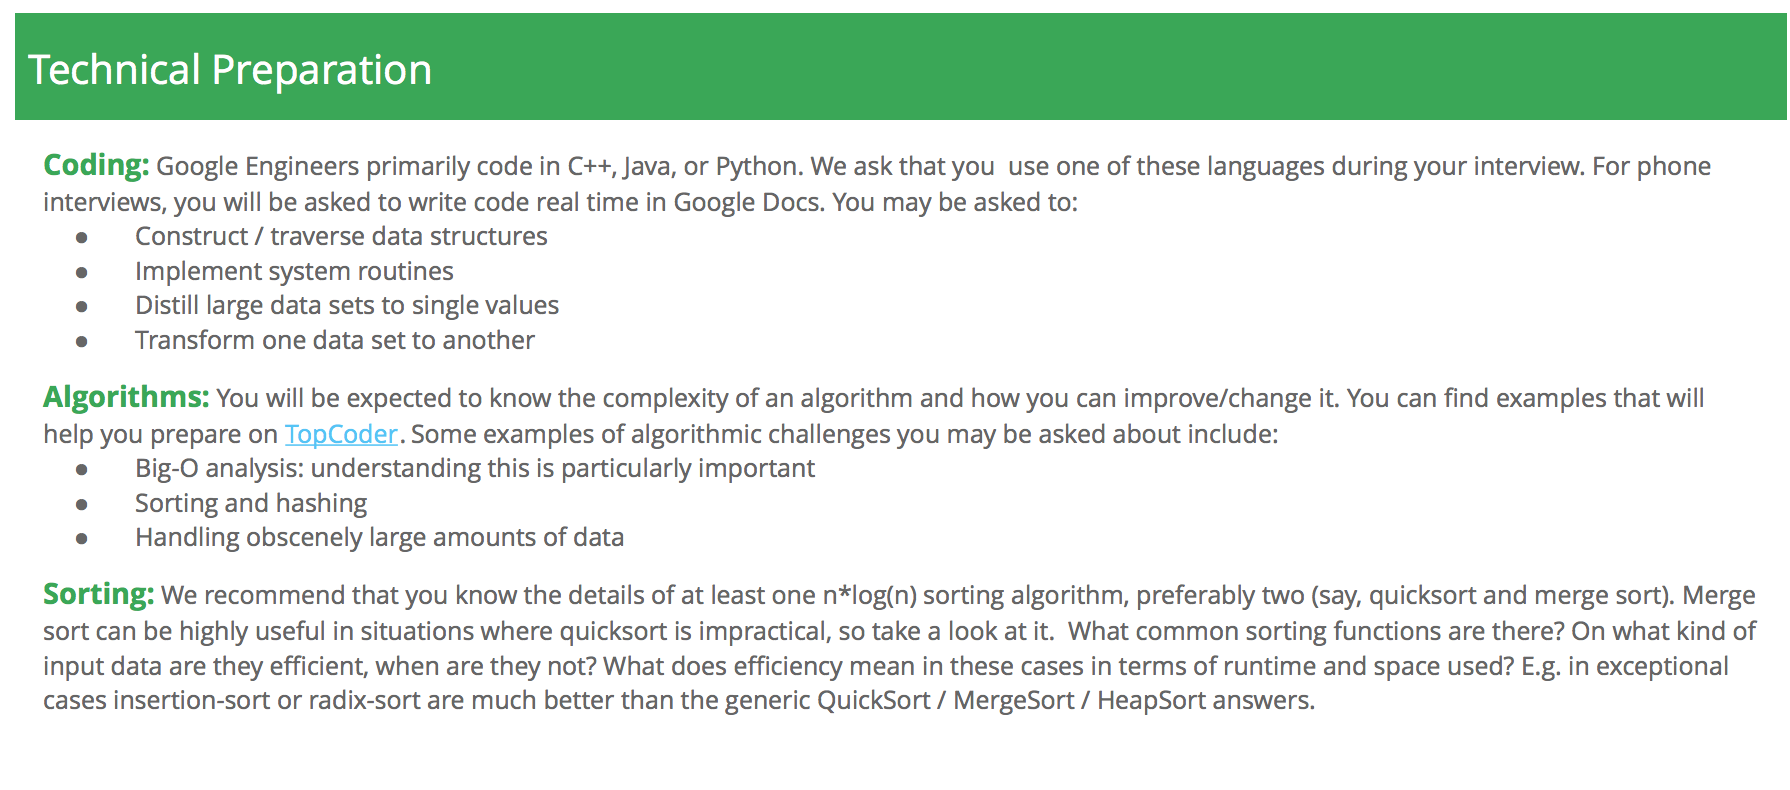 Technical Preparation
Coding: Google Engineers primarily code in C++, Java, or Python. We ask that you  use one of these languages during your interview. For phone
interviews, you will be asked to write code real time in Google Docs. You may be asked to:
● Construct / traverse data structures
● Implement system routines
● Distill large data sets to single values
● Transform one data set to another
Algorithms: You will be expected to know the complexity of an algorithm and how you can improve/change it. You can find examples that will
help you prepare on TopCoder. Some examples of algorithmic challenges you may be asked about include:
● Big-O analysis: understanding this is particularly important
● Sorting and hashing
● Handling obscenely large amounts of data
Sorting: We recommend that you know the details of at least one n*log(n) sorting algorithm, preferably two (say, quicksort and merge sort). Merge
sort can be highly useful in situations where quicksort is impractical, so take a look at it.  What common sorting functions are there? On what kind of
input data are they efficient, when are they not? What does efficiency mean in these cases in terms of runtime and space used? E.g. in exceptional
cases insertion-sort or radix-sort are much better than the generic QuickSort / MergeSort / HeapSort answers.